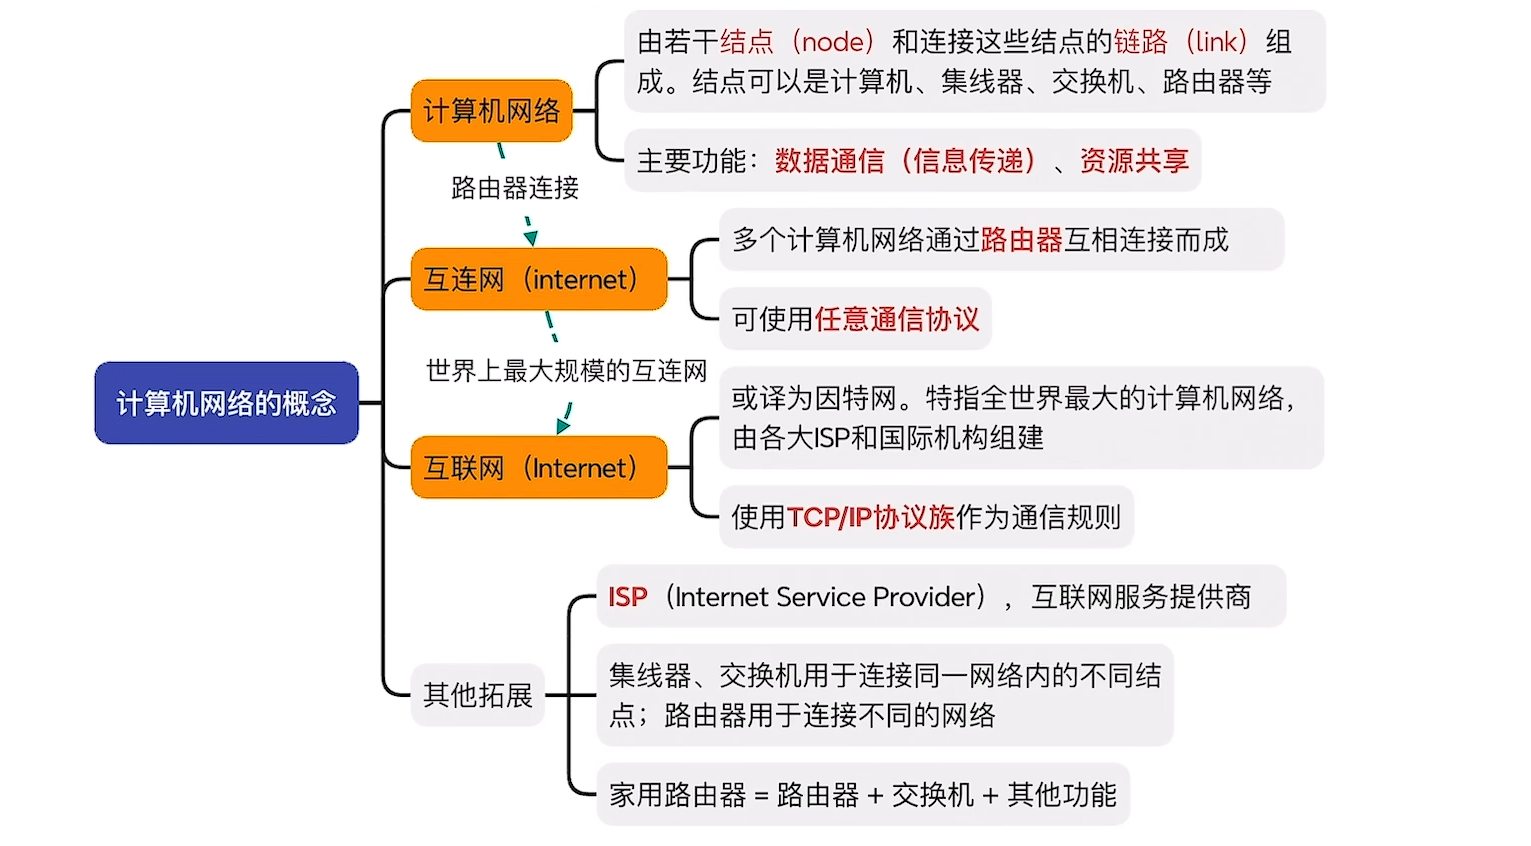 由若干结点（node）和连接这些结点的链路（link）组
成。结点可以是计算机、集线器、交换机、路由器等
计算机网络
主要功能：数据通信（信息传递）、资源共享
路由器连接
多个计算机网络通过路由器互相连接而成
互连网（internet）
可使用任意通信协议
世界上最大规模的互连网
或译为因特网。特指全世界最大的计算机网络，
由各大ISP和国际机构组建
计算机网络的概念
互联网（Internet）
使用TCP/IP协议族作为通信规则
ISP（Internet Service Provider），互联网服务提供商
其他拓展
集线器、交换机用于连接同一网络内的不同结
点；路由器用于连接不同的网络
家用路由器 = 路由器 + 交换机 + 其他功能